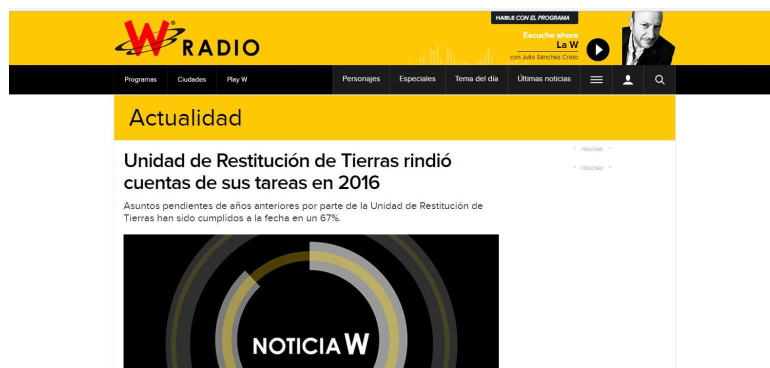 HABLE CON EL PROGRAMA
W RADIO
Escuche ahora
La W
con Julio Sánchez Cristo
Programas Ciudades Play W Personajes Especiales Tema del día Últimas noticias
Actualidad
Unidad de Restitución de Tierras rindió
cuentas de sus tareas en 2016
Asuntos pendientes de años anteriores por parte de la Unidad de Restitución de
Tierras han sido cumplidos a la fecha en un 67%.
NOTICIA W